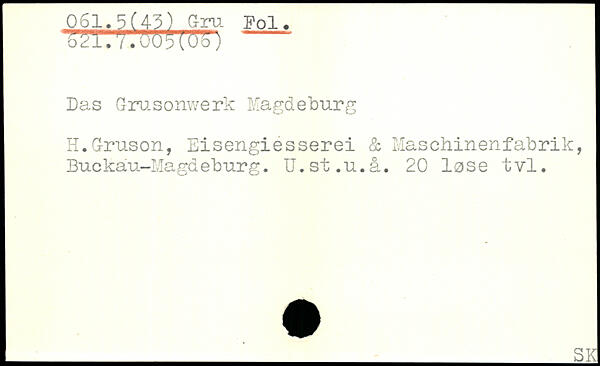 061.5(43) Gru Fol.
621.7.005(06)
Das Grusonwerk Magdeburg
H.Gruson, Eisengiesserei & Maschinenfabrik,
Buckau-Magdeburg. U.st.u.å. 20 løse tvl.
SK